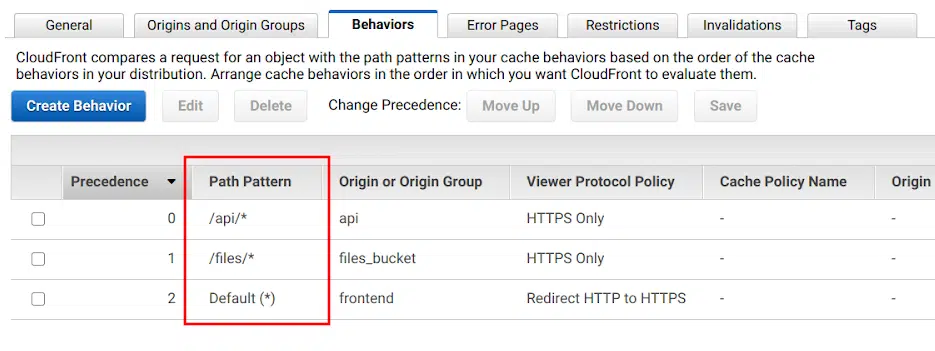 General Origins and Origin Groups Behaviors Error Pages Restrictions Invalidations Tags
CloudFront compares a request for an object with the path patterns in your cache behaviors based on the order of the cache
behaviors in your distribution. Arrange cache behaviors in the order in which you want CloudFront to evaluate them.
Create Behavior Edit Delete Change Precedence: Move Up Move Down Save
Precedence Path Pattern Origin or Origin Group Viewer Protocol Policy Cache Policy Name Origin
0 /api/* api HTTPS Only - -
1 /files/* files_bucket HTTPS Only - -
2 Default (*) frontend Redirect HTTP to HTTPS - -